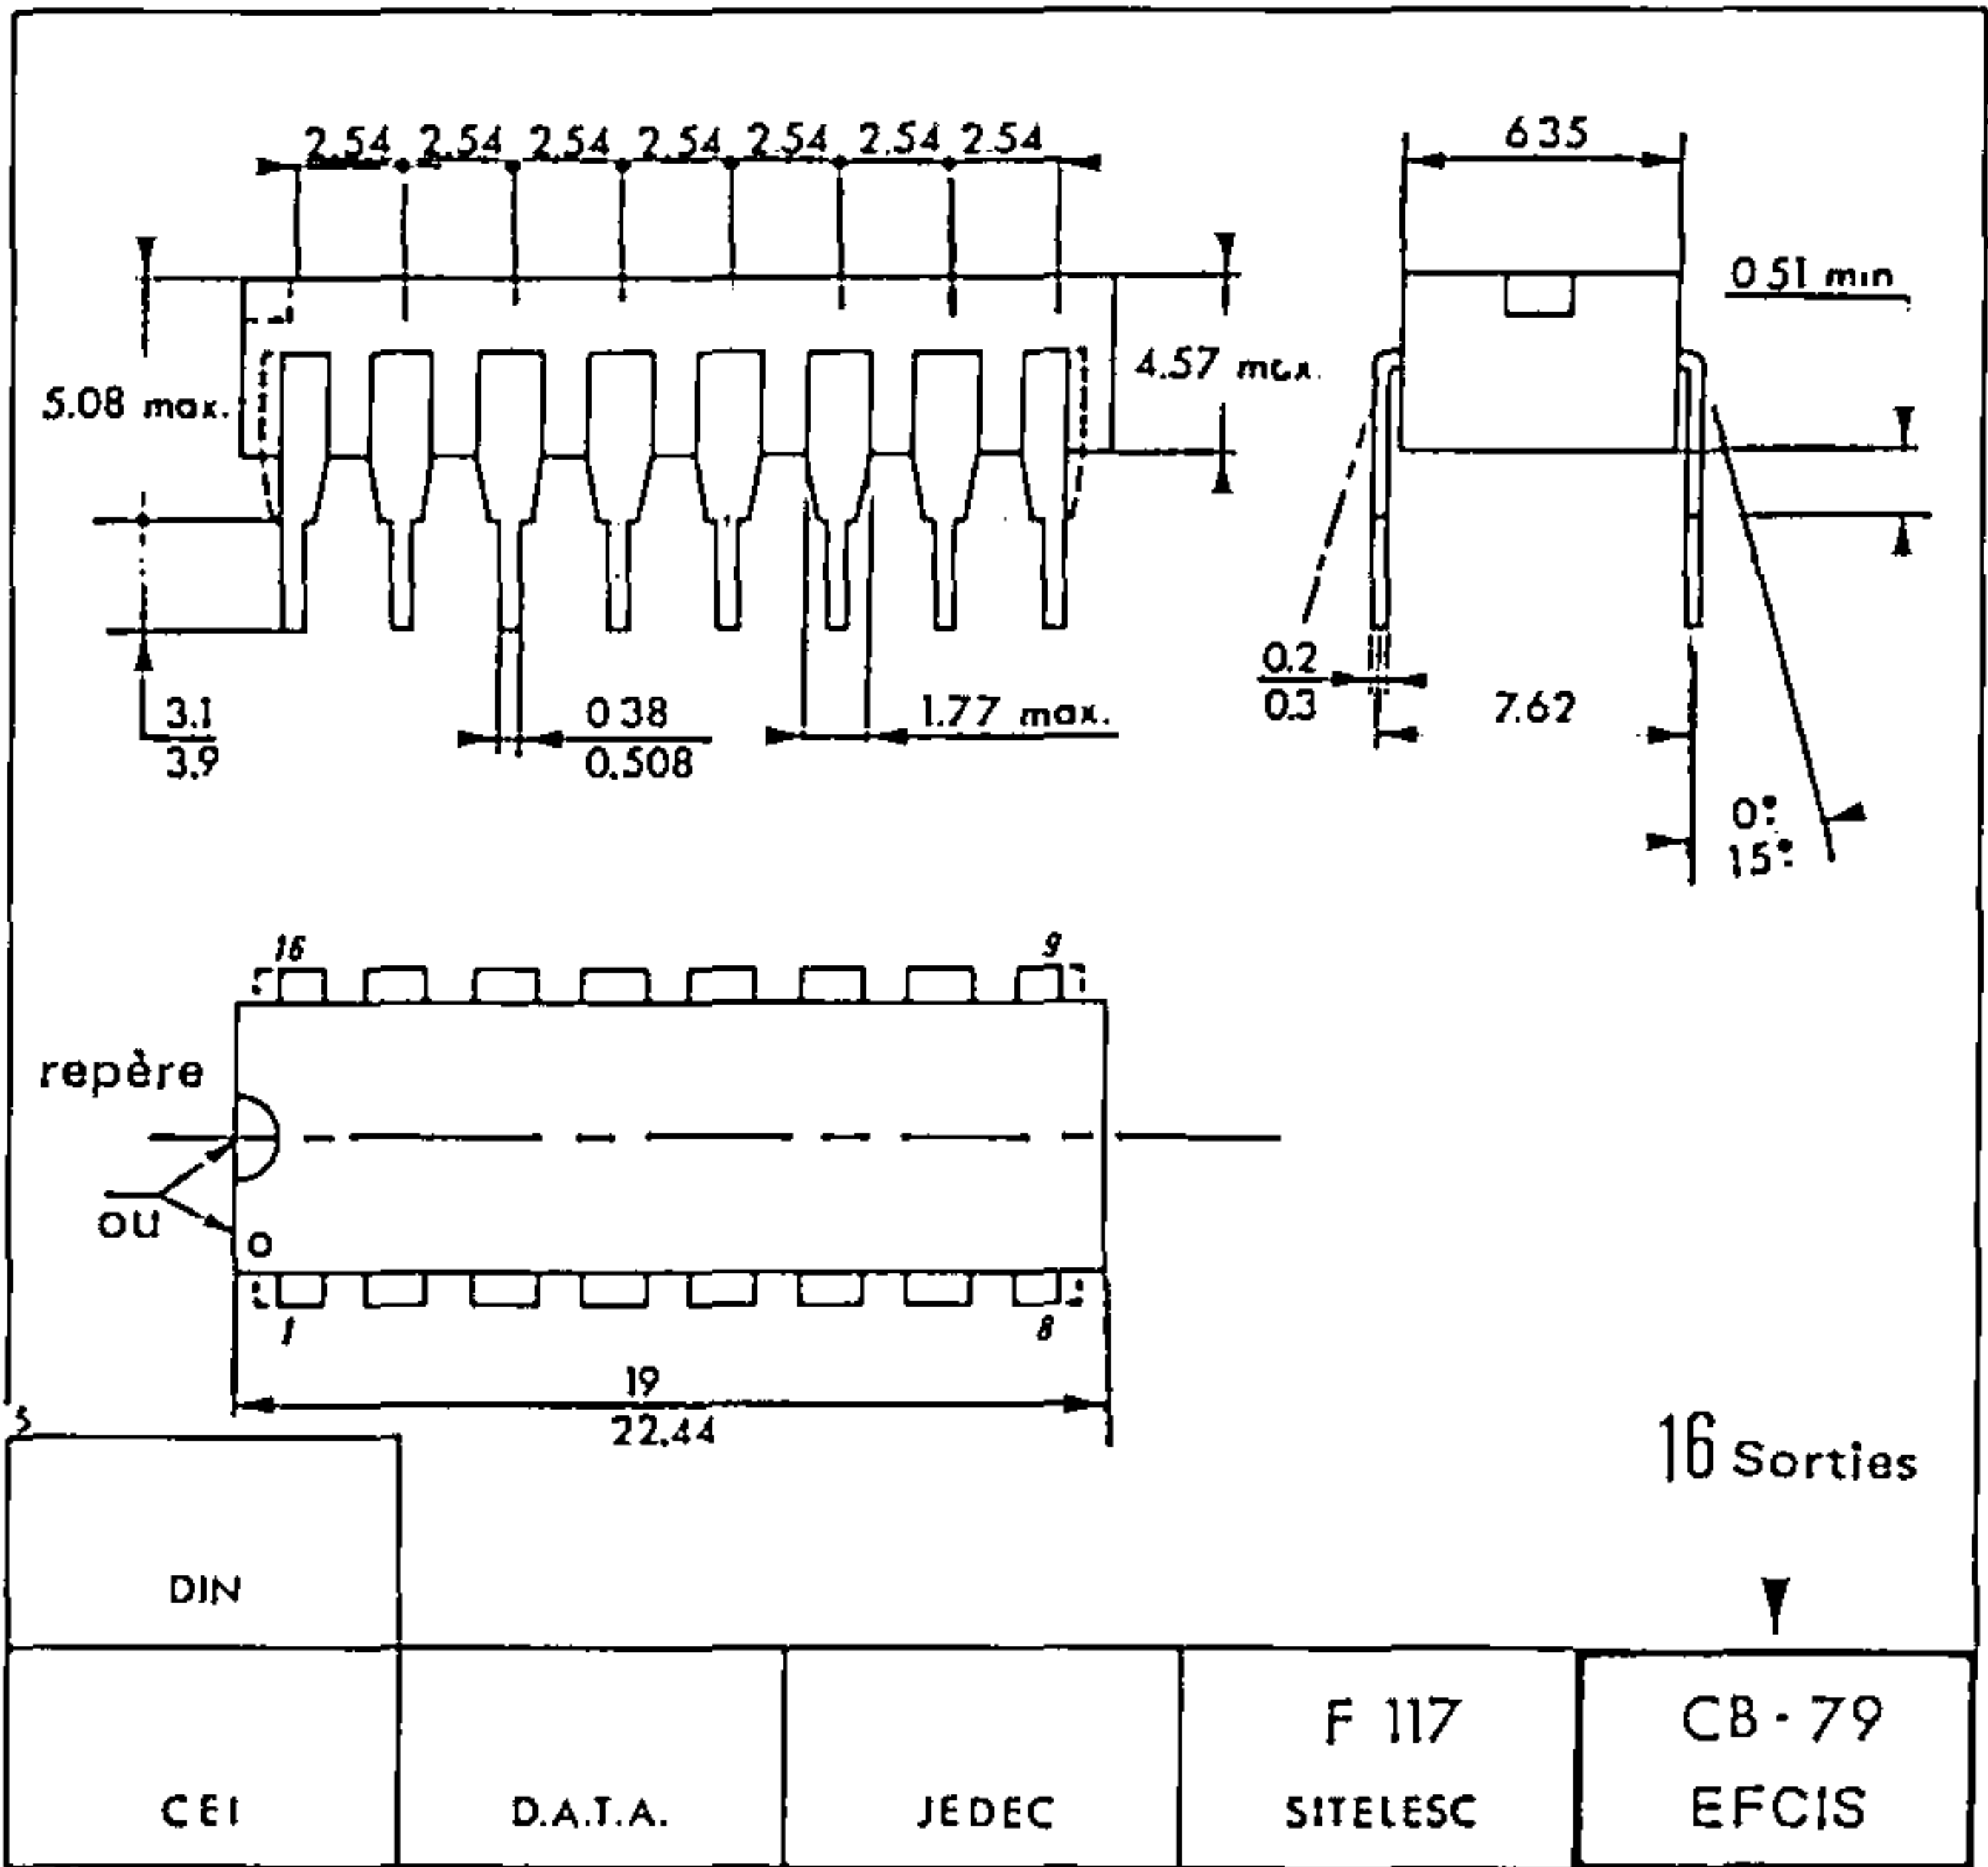 2.54 2.54 2.54 2.54 2.54 2.54 2.54
6 35
0 51 min
5.08 max.
4.57 max.
3.1
3.9
0 38
0.508
1.77 max.
0.2
0.3
7.62
0°
15°
16
9
repère
ou
1
8
19
22.44
16 Sorties
DIN
CEI
D.A.T.A.
JEDEC
F 117
SITELESC
CB - 79
EFCIS